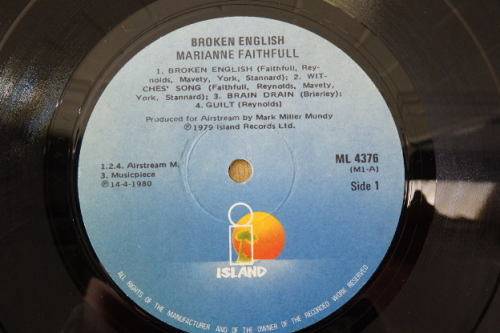 BROKEN ENGLISH
MARIANNE FAITHFULL
1. BROKEN ENGLISH (Faithfull, Rey-
nolds, Mavety, York, Stannard); 2. WIT-
CHES' SONG (Faithfull, Reynolds, Mavety,
York, Stannard); 3. BRAIN DRAIN (Brierley);
4. GUILT (Reynolds)
Produced for Airstream by Mark Miller Mundy
℗1979 Island Records Ltd.
1.2.4. Airstream M.
3. Musicpiece
℗14-4-1980
ML 4376
(M1-A)
Side 1
i
ISLAND
ALL RIGHTS OF THE MANUFACTURER AND OF THE OWNER OF THE RECORDED WORK RESERVED